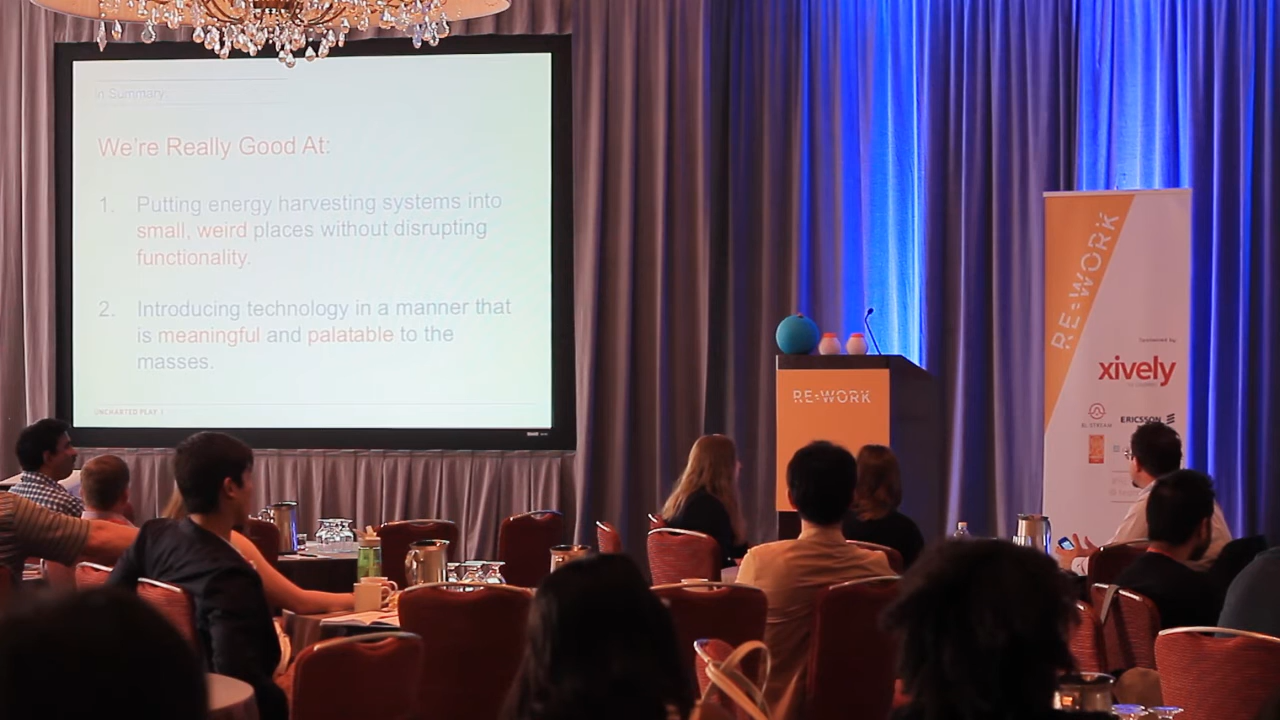 In Summary
We're Really Good At:
1. Putting energy harvesting systems into
small, weird places without disrupting
functionality.
2. Introducing technology in a manner that
is meaningful and palatable to the
masses.
UNCHARTED PLAY
RE•WORK
RE•WORK
xively
ERICSSON